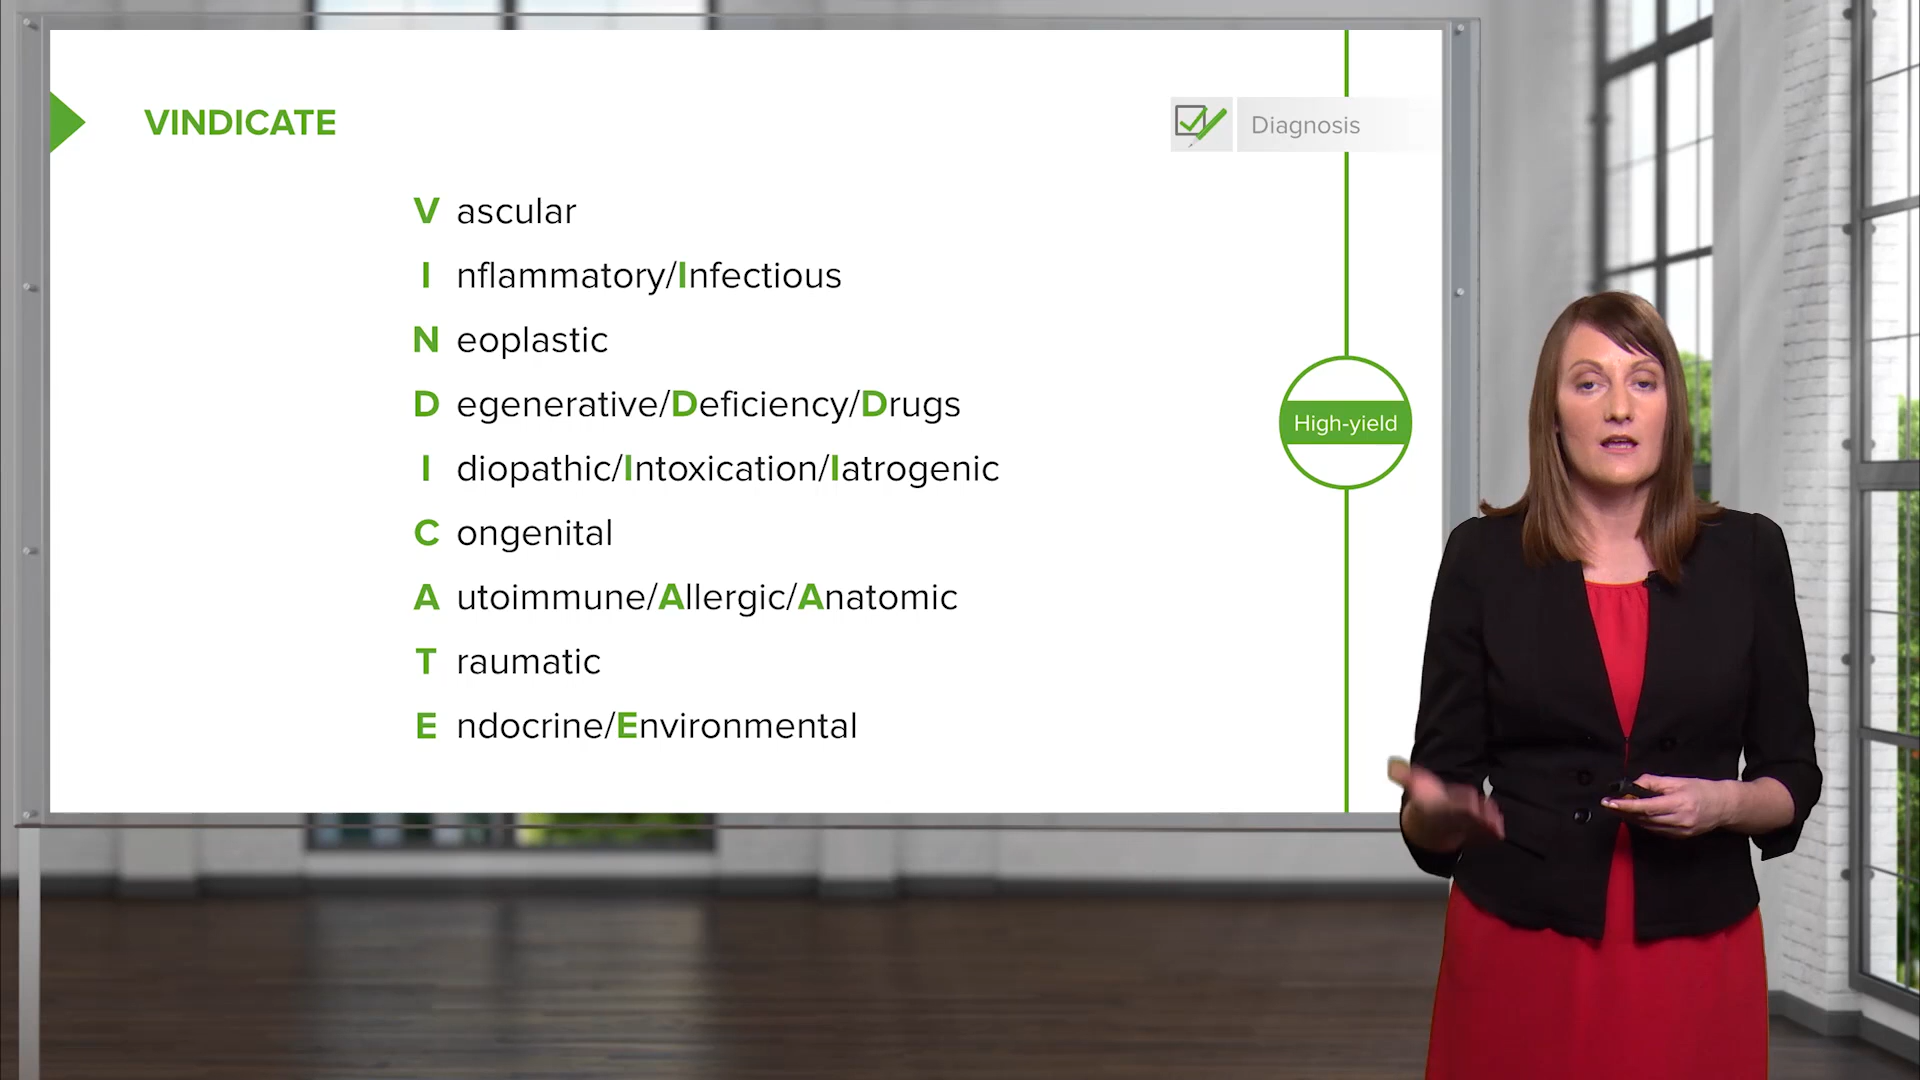 VINDICATE
Diagnosis
V ascular
I nflammatory/Infectious
N eoplastic
D egenerative/Deficiency/Drugs
I diopathic/Intoxication/Iatrogenic
C ongenital
A utoimmune/Allergic/Anatomic
T raumatic
E ndocrine/Environmental
High-yield